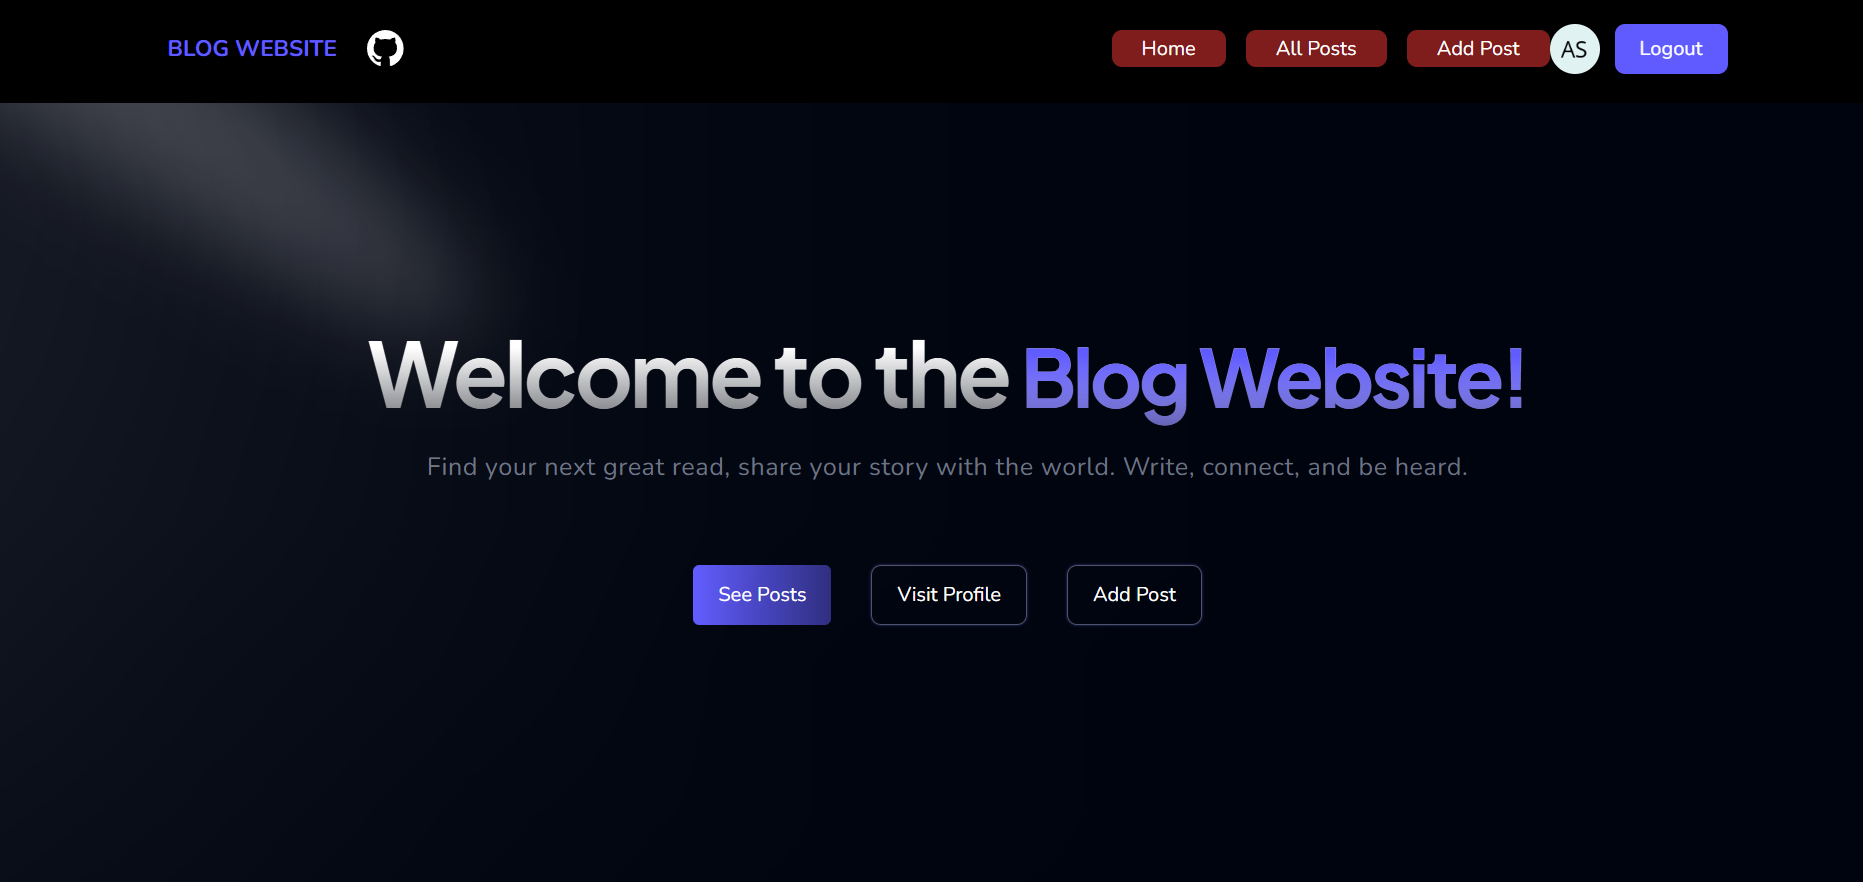 BLOG WEBSITE Home All Posts Add Post AS Logout
Welcome to the Blog Website!
Find your next great read, share your story with the world. Write, connect, and be heard.
See Posts Visit Profile Add Post